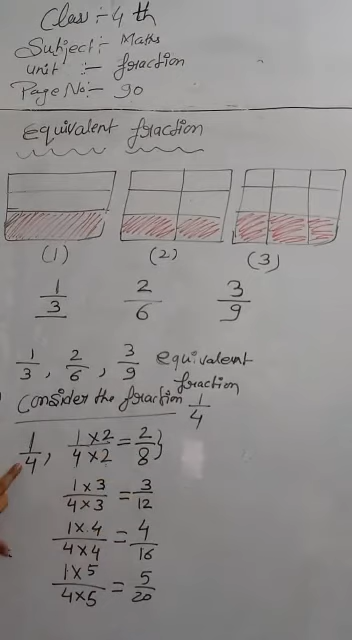 Class :- 4 th
Subject:- Maths
unit :- fraction
Page No:- 90
equivalent fraction
(1) (2) (3)
1/3 2/6 3/9
1/3, 2/6, 3/9 equivalent
fraction
Consider the fraction 1/4
1/4, 1×2/4×2 = 2/8}
1×3/4×3 = 3/12
1×4/4×4 = 4/16
1×5/4×5 = 5/20